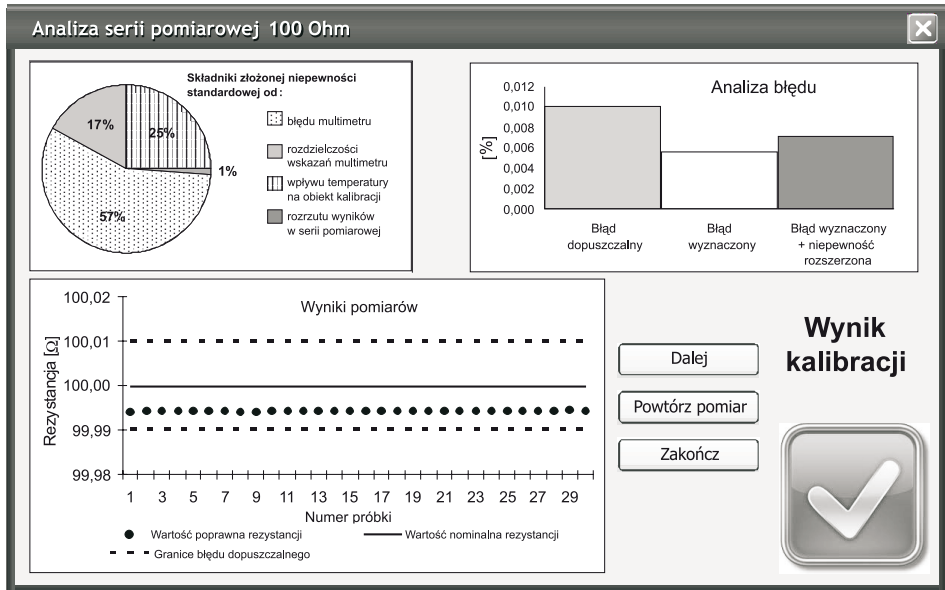 Analiza serii pomiarowej 100 Ohm
Składniki złożonej niepewności
standardowej od:
błędu multimetru
rozdzielczości
wskazań multimetru
wpływu temperatury
na obiekt kalibracji
rozrzutu wyników
w serii pomiarowej
17%
25%
1%
57%
Analiza błędu
[%]
0,012
0,010
0,008
0,006
0,004
0,002
0,000
Błąd
dopuszczalny
Błąd
wyznaczony
Błąd wyznaczony
+ niepewność
rozszerzona
Wyniki pomiarów
Rezystancja [Ω]
100,02
100,01
100,00
99,99
99,98
1 3 5 7 9 11 13 15 17 19 21 23 25 27 29
Numer próbki
Wartość poprawna rezystancji
Wartość nominalna rezystancji
Granice błędu dopuszczalnego
Dalej
Powtórz pomiar
Zakończ
Wynik
kalibracji